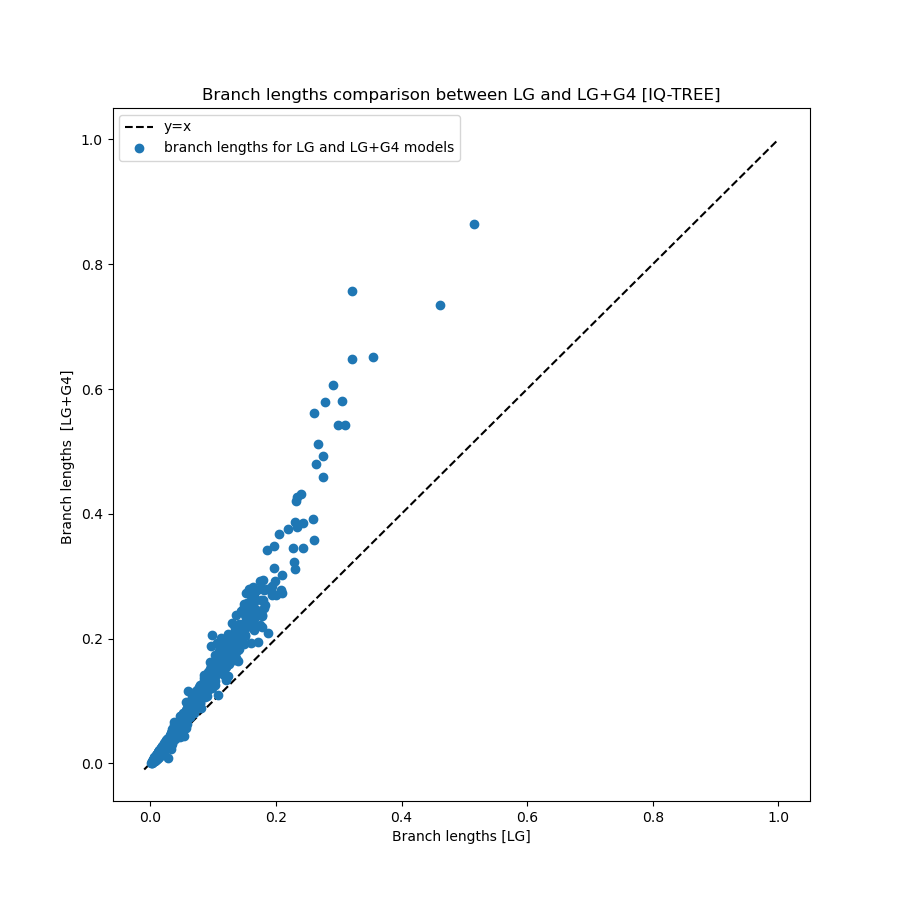 Branch lengths comparison between LG and LG+G4 [IQ-TREE]
y=x
branch lengths for LG and LG+G4 models
1.0
0.8
0.6
0.4
0.2
0.0
Branch lengths  [LG+G4]
0.0 0.2 0.4 0.6 0.8 1.0
Branch lengths [LG]